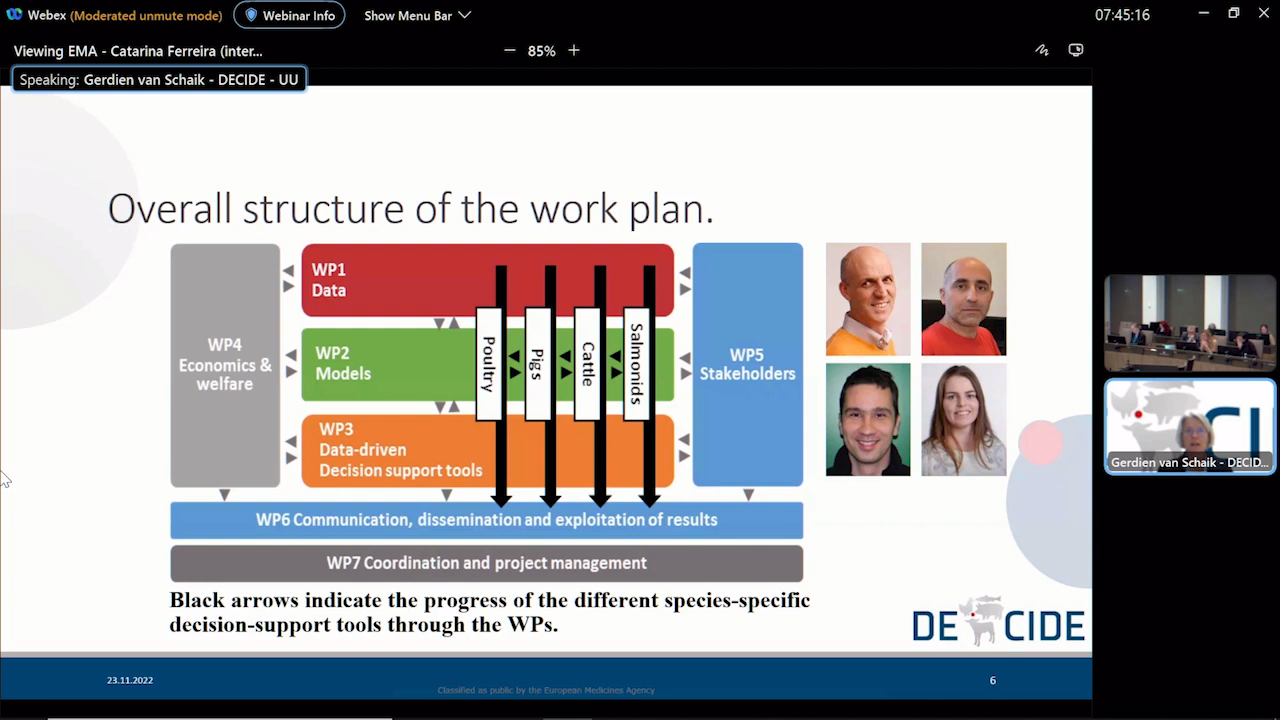 Webex (Moderated unmute mode) Webinar Info Show Menu Bar 07:45:16
Viewing EMA - Catarina Ferreira (inter... 85%
Speaking: Gerdien van Schaik - DECIDE - UU
Overall structure of the work plan.
WP4
Economics &
welfare
WP1
Data
WP2
Models
WP3
Data-driven
Decision support tools
Poultry
Pigs
Cattle
Salmonids
WP5
Stakeholders
WP6 Communication, dissemination and exploitation of results
WP7 Coordination and project management
Black arrows indicate the progress of the different species-specific
decision-support tools through the WPs.
DE CIDE
23.11.2022
Classified as public by the European Medicines Agency
6
CI
Gerdien van Schaik - DECID...